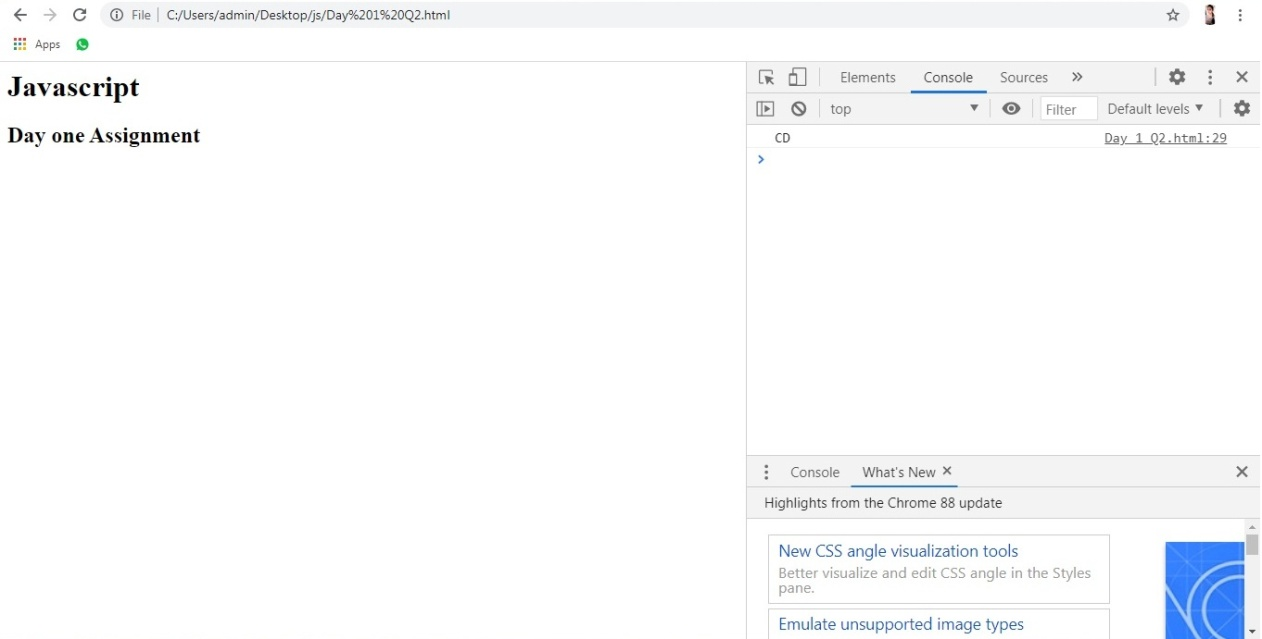 File | C:/Users/admin/Desktop/js/Day%201%20Q2.html
Apps
Javascript
Day one Assignment
Elements Console Sources »
top Filter Default levels
CD Day 1 Q2.html:29
Console What's New
Highlights from the Chrome 88 update
New CSS angle visualization tools
Better visualize and edit CSS angle in the Styles
pane.
Emulate unsupported image types